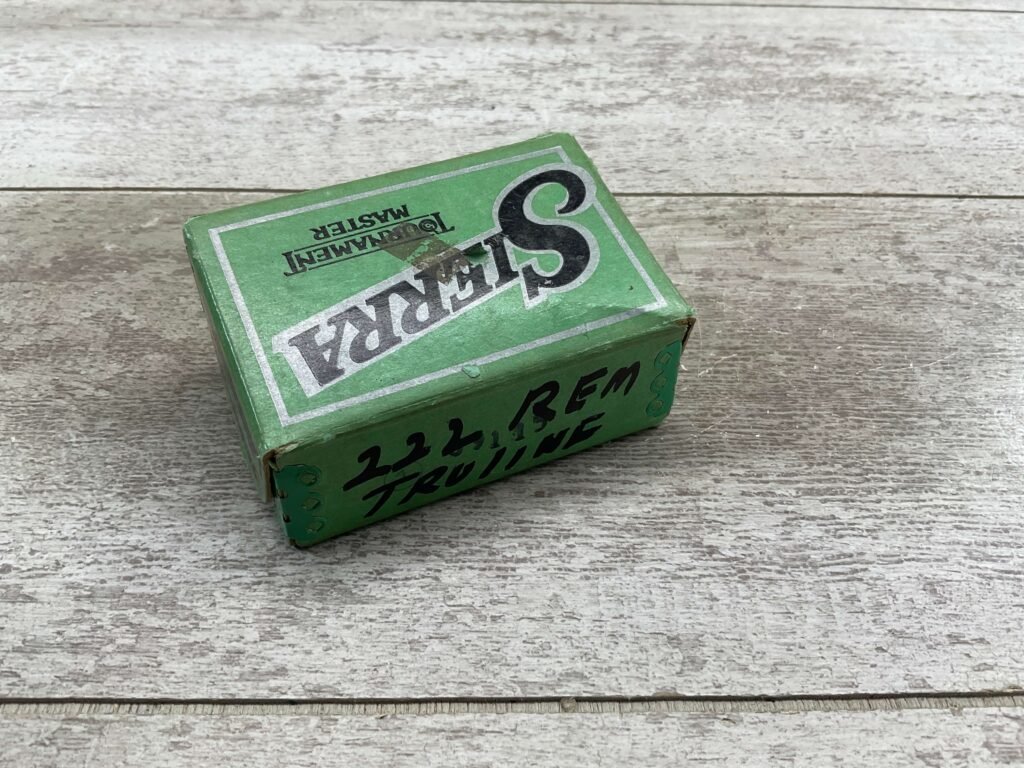 SIERRA
TOURNAMENT
MASTER
222 REM
TRULINE